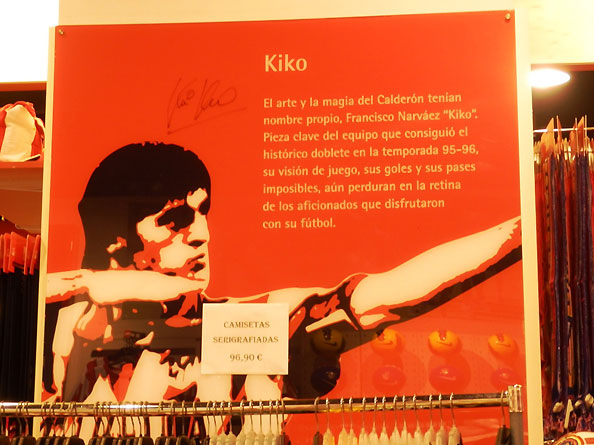 Kiko
Kiko
El arte y la magia del Calderón tenian
nombre propio, Francisco Narváez "Kiko".
Pieza clave del equipo que consiguió el
histórico doblete en la temporada 95-96,
su visión de juego, sus goles y sus pases
imposibles, aún perduran en la retina
de los aficionados que disfrutaron
con su fútbol.
CAMISETAS
SERIGRAFIADAS
96,90 €